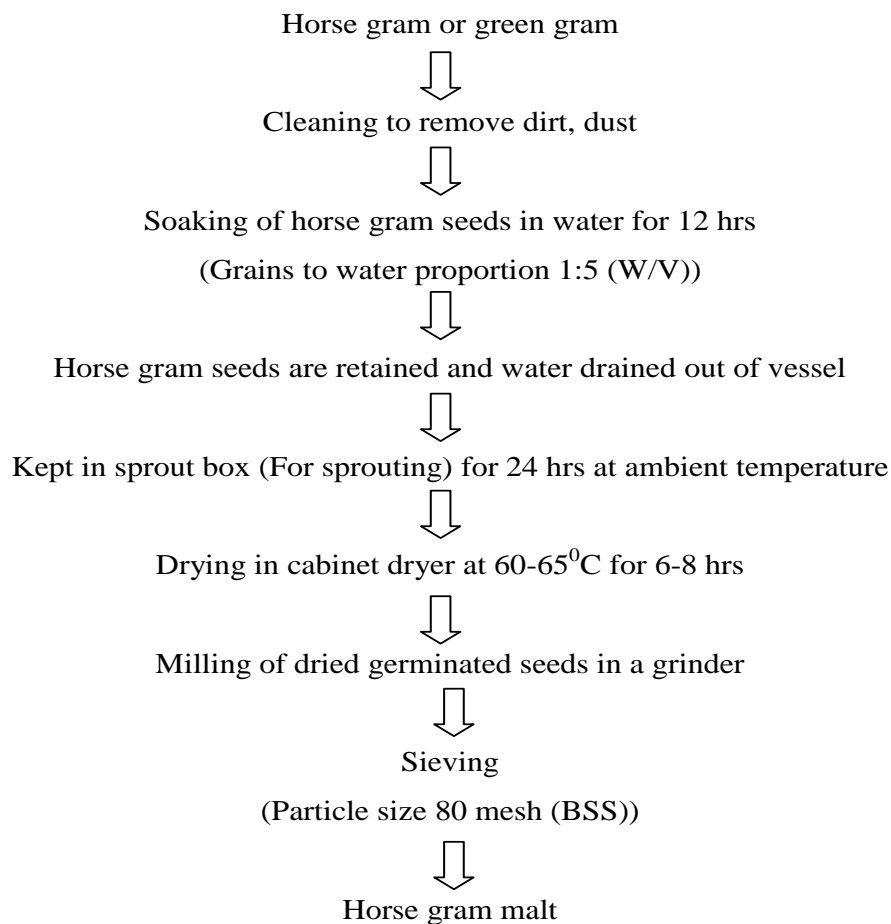 Horse gram or green gram
Cleaning to remove dirt, dust
Soaking of horse gram seeds in water for 12 hrs
(Grains to water proportion 1:5 (W/V))
Horse gram seeds are retained and water drained out of vessel
Kept in sprout box (For sprouting) for 24 hrs at ambient temperature
Drying in cabinet dryer at 60-65⁰C for 6-8 hrs
Milling of dried germinated seeds in a grinder
Sieving
(Particle size 80 mesh (BSS))
Horse gram malt